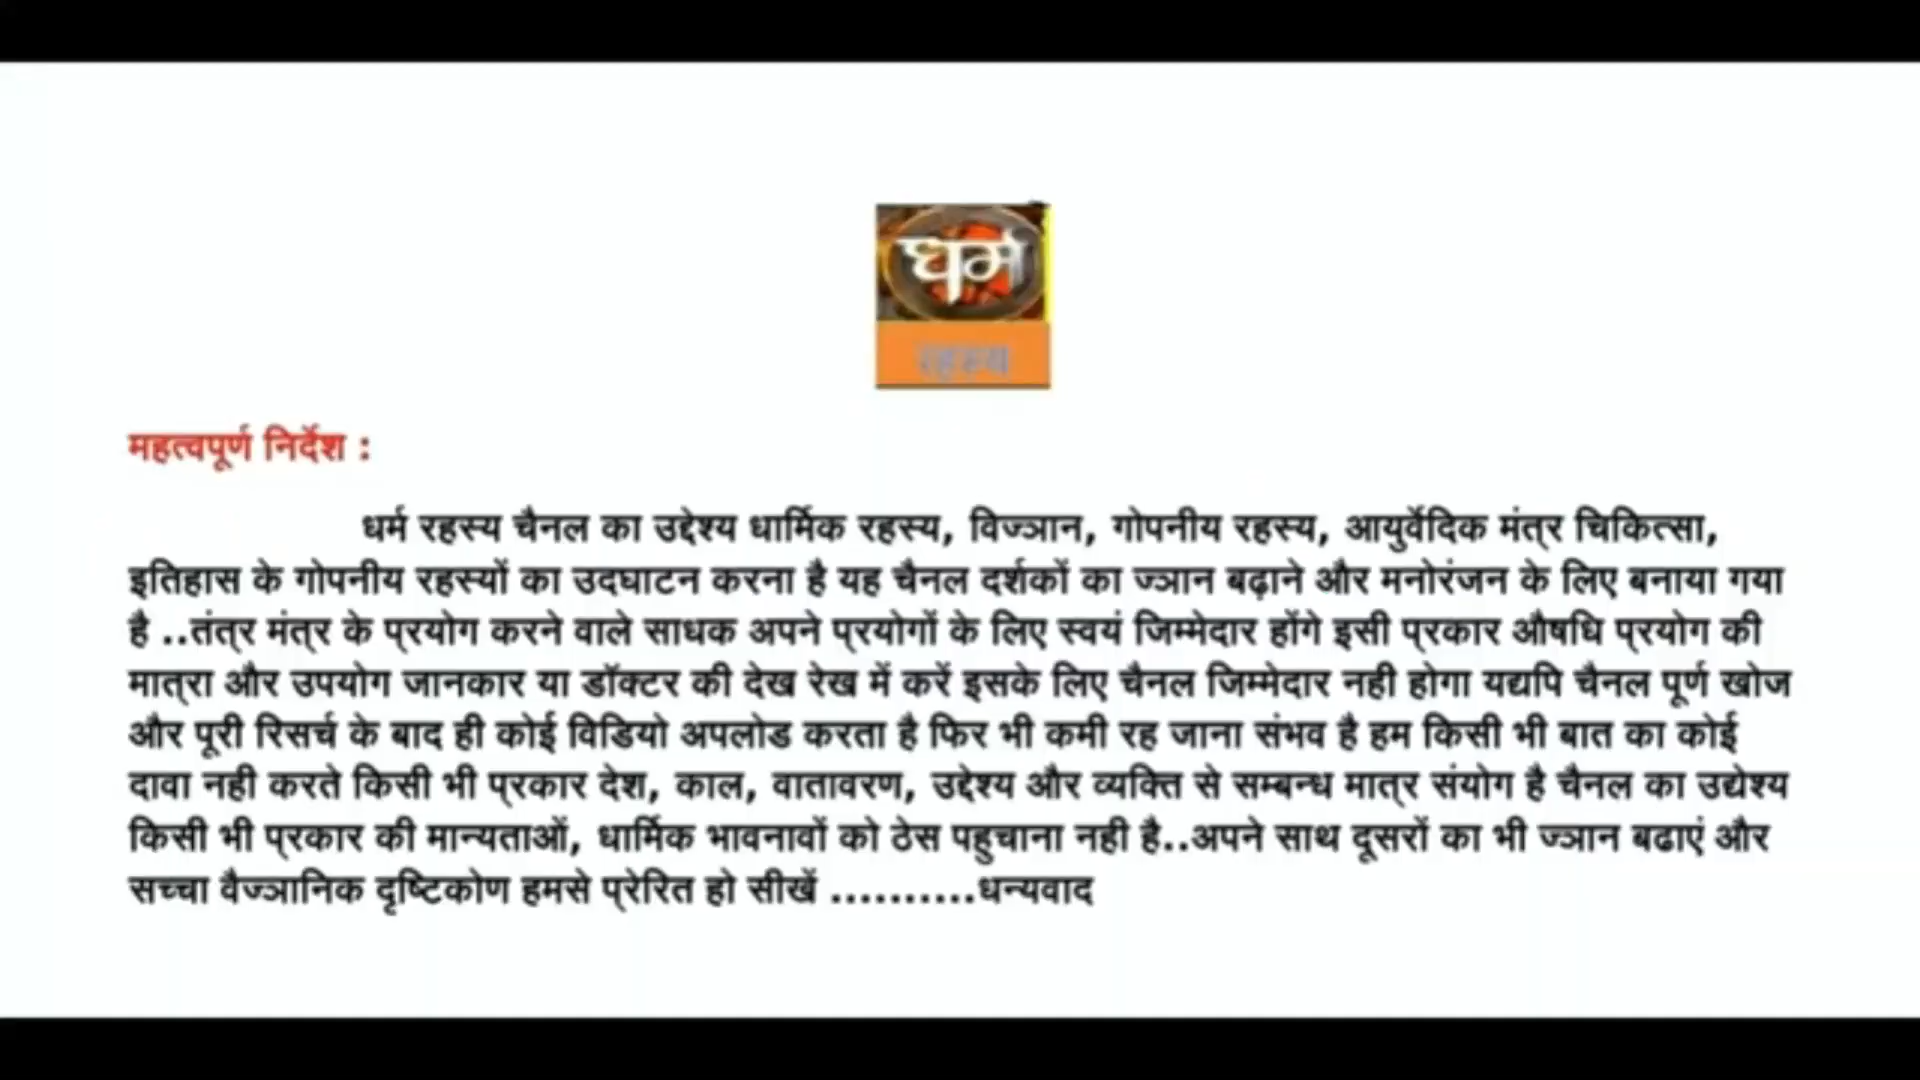 धर्म
रहस्य
महत्वपूर्ण निर्देश :
धर्म रहस्य चैनल का उद्देश्य धार्मिक रहस्य, विज्ञान, गोपनीय रहस्य, आयुर्वेदिक मंत्र चिकित्सा,
इतिहास के गोपनीय रहस्यों का उदघाटन करना है यह चैनल दर्शकों का ज्ञान बढ़ाने और मनोरंजन के लिए बनाया गया
है ..तंत्र मंत्र के प्रयोग करने वाले साधक अपने प्रयोगों के लिए स्वयं जिम्मेदार होंगे इसी प्रकार औषधि प्रयोग की
मात्रा और उपयोग जानकार या डॉक्टर की देख रेख में करें इसके लिए चैनल जिम्मेदार नही होगा यद्यपि चैनल पूर्ण खोज
और पूरी रिसर्च के बाद ही कोई विडियो अपलोड करता है फिर भी कमी रह जाना संभव है हम किसी भी बात का कोई
दावा नही करते किसी भी प्रकार देश, काल, वातावरण, उद्देश्य और व्यक्ति से सम्बन्ध मात्र संयोग है चैनल का उद्येश्य
किसी भी प्रकार की मान्यताओं, धार्मिक भावनावों को ठेस पहुचाना नही है..अपने साथ दूसरों का भी ज्ञान बढाएं और
सच्चा वैज्ञानिक दृष्टिकोण हमसे प्रेरित हो सीखें ..........धन्यवाद